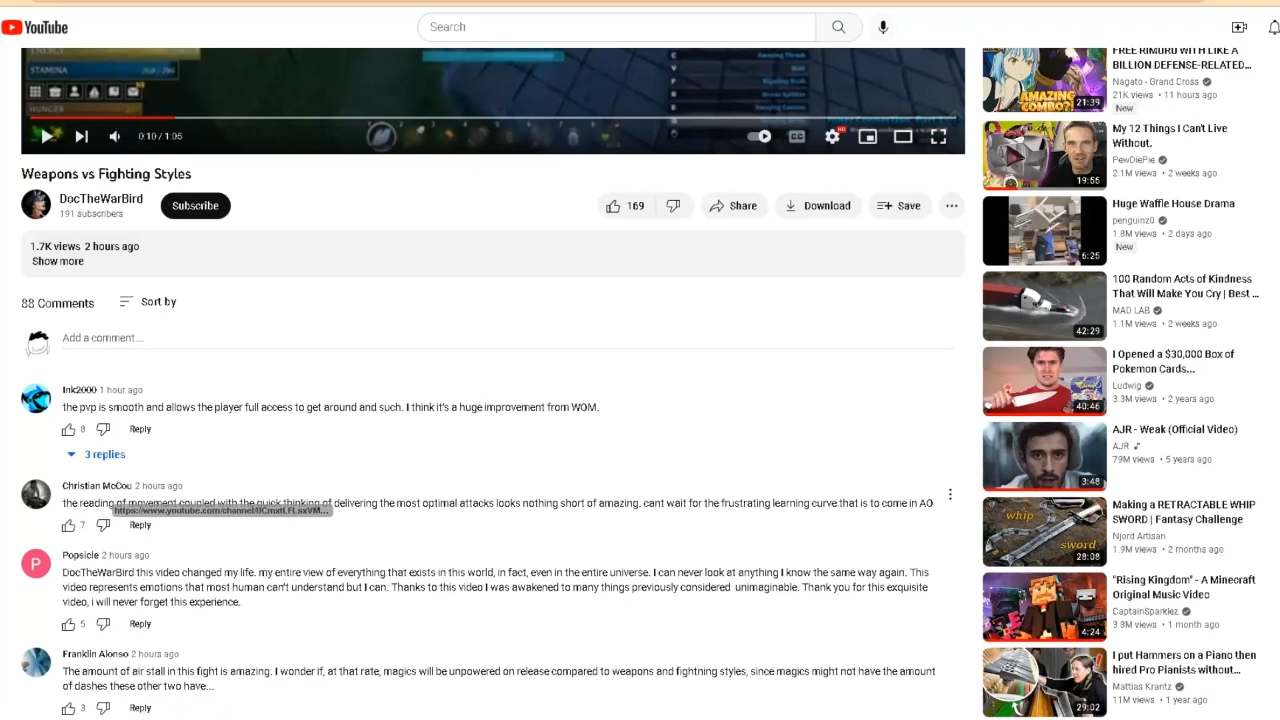 YouTube
Search
STAMINA
HUNGER
0:10 / 1:06
CC
HD
Weapons vs Fighting Styles
DocTheWarBird
191 subscribers
Subscribe
169
Share
Download
Save
1.7K views 2 hours ago
Show more
88 Comments
Sort by
Add a comment...
Ink2000 1 hour ago
the pvp is smooth and allows the player full access to get around and such. I think it's a huge improvement from WOM.
8
Reply
3 replies
Christian McCou 2 hours ago
the reading of movement coupled with the quick thinking of delivering the most optimal attacks looks nothing short of amazing. cant wait for the frustrating learning curve that is to come in AO
7
Reply
P
Popsicle 2 hours ago
DocTheWarBird this video changed my life. my entire view of everything that exists in this world, in fact, even in the entire universe. I can never look at anything I know the same way again. This
video represents emotions that most human can't understand but I can. Thanks to this video I was awakened to many things previously considered unimaginable. Thank you for this exquisite
video, i will never forget this experience.
5
Reply
Franklin Alonso 2 hours ago
The amount of air stall in this fight is amazing. I wonder if, at that rate, magics will be unpowered on release compared to weapons and fightning styles, since magics might not have the amount
of dashes these other two have...
3
Reply
FREE RIMURU WITH LIKE A
BILLION DEFENSE-RELATED...
Nagato - Grand Cross
21K views • 11 hours ago
New
AMAZING
COMBO?!
21:39
My 12 Things I Can't Live
Without.
PewDiePie
2.1M views • 2 weeks ago
19:55
Huge Waffle House Drama
penguinz0
1.8M views • 2 days ago
New
6:25
100 Random Acts of Kindness
That Will Make You Cry | Best ...
MAD LAB
1.1M views • 2 weeks ago
42:29
I Opened a $30,000 Box of
Pokemon Cards...
Ludwig
3.3M views • 2 years ago
40:46
AJR - Weak (Official Video)
AJR
79M views • 5 years ago
3:48
Making a RETRACTABLE WHIP
SWORD | Fantasy Challenge
Njord Artisan
1.9M views • 2 months ago
whip
sword
28:08
"Rising Kingdom" - A Minecraft
Original Music Video
CaptainSparklez
3.8M views • 1 month ago
4:24
I put Hammers on a Piano then
hired Pro Pianists without...
Mattias Krantz
11M views • 1 year ago
29:02